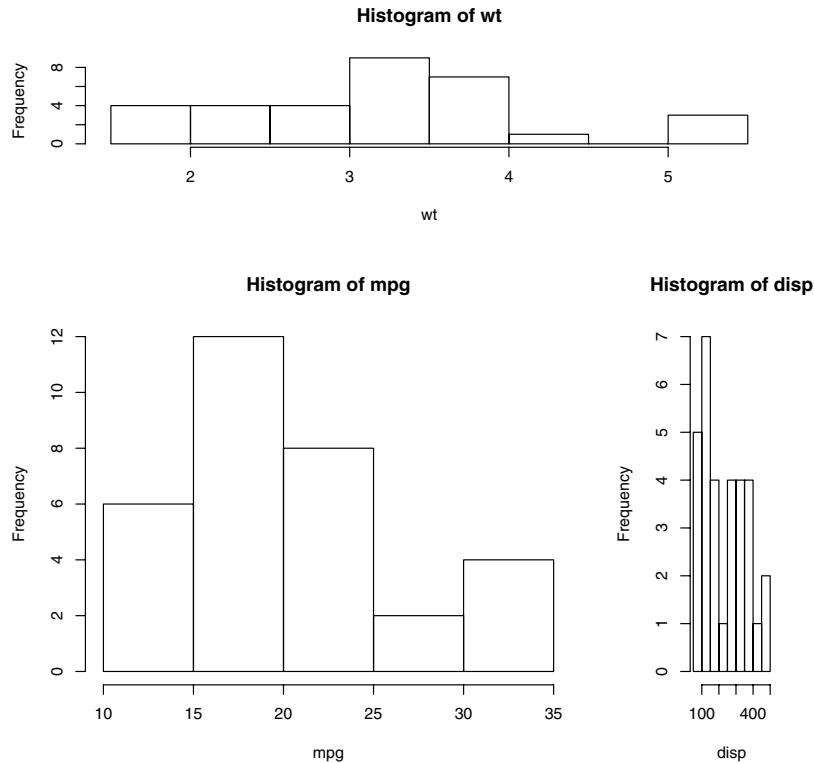 Histogram of wt
Frequency
0 4 8
2 3 4 5
wt
Histogram of mpg
Frequency
0 2 4 6 8 10 12
10 15 20 25 30 35
mpg
Histogram of disp
Frequency
0 1 2 3 4 5 6 7
100 400
disp